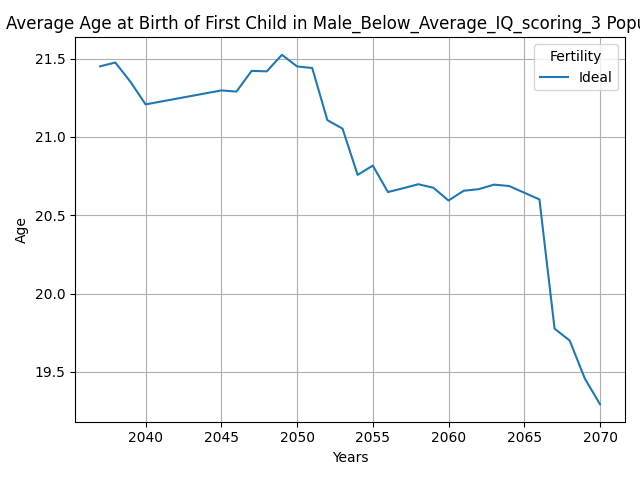 Average Age at Birth of First Child in Male_Below_Average_IQ_scoring_3 Popu
Fertility
Ideal
21.5
21.0
20.5
20.0
19.5
Age
2040 2045 2050 2055 2060 2065 2070
Years